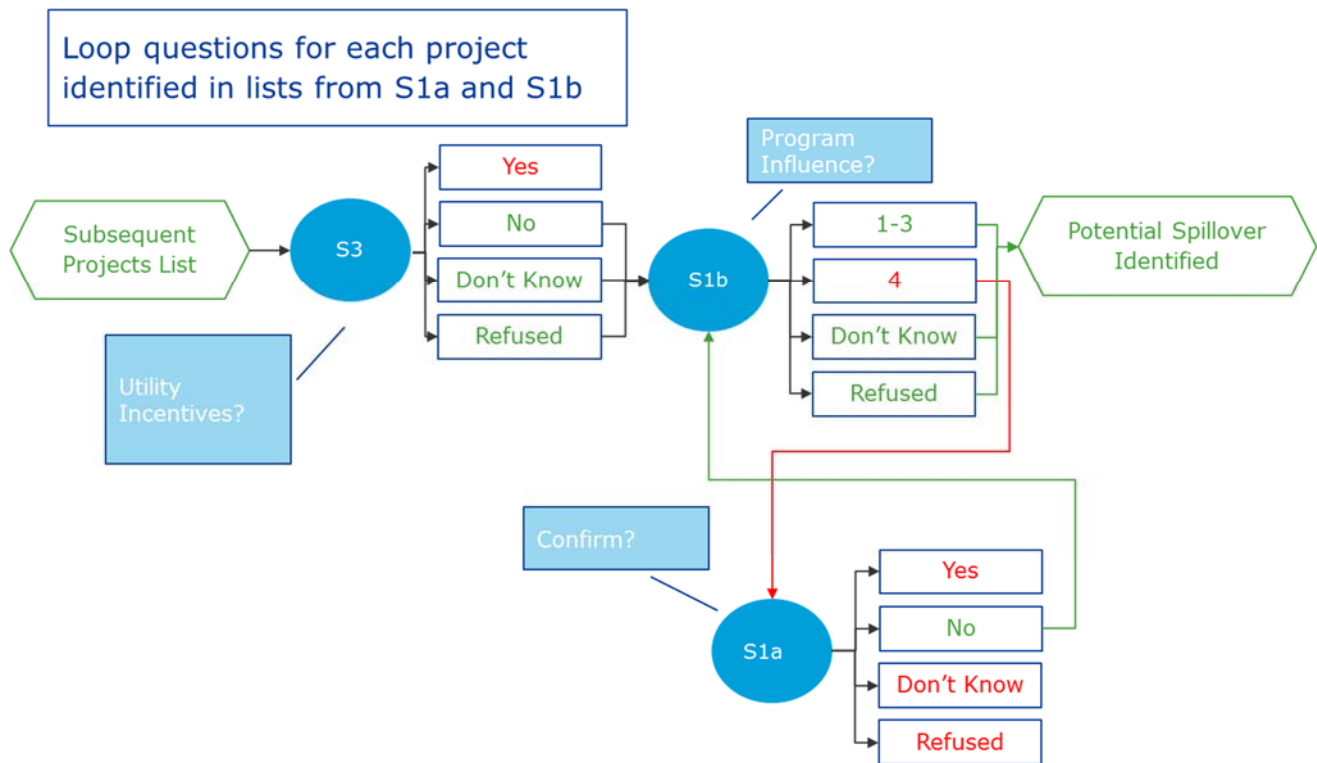 Loop questions for each project
identified in lists from S1a and S1b
Program
Influence?
Yes
Subsequent
Projects List
S3
No
Don't Know
Refused
S1b
1-3
4
Don't Know
Refused
Potential Spillover
Identified
Utility
Incentives?
Confirm?
S1a
Yes
No
Don't Know
Refused